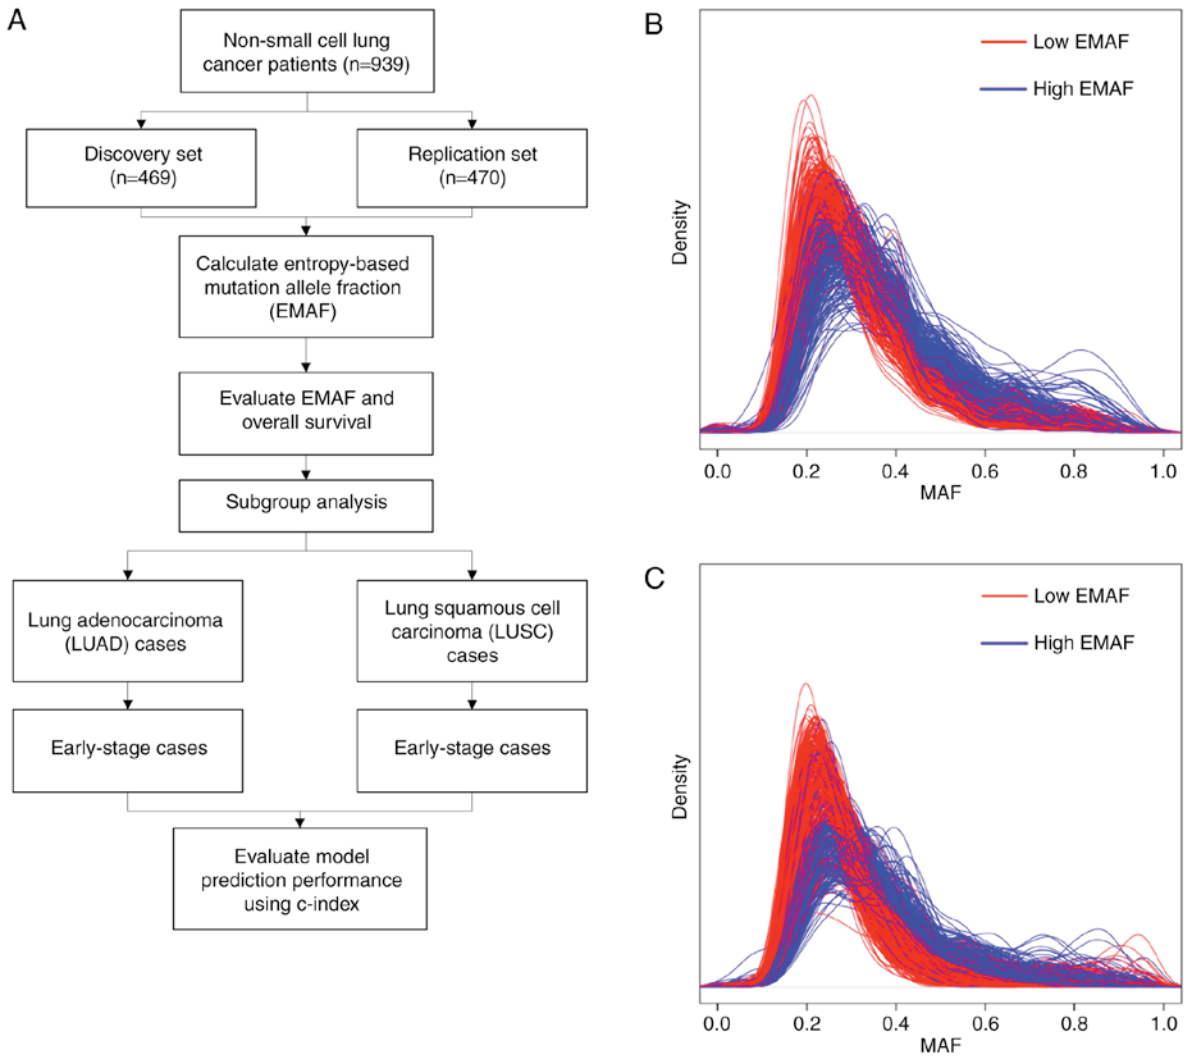 A
Non-small cell lung
cancer patients (n=939)
Discovery set
(n=469)
Replication set
(n=470)
Calculate entropy-based
mutation allele fraction
(EMAF)
Evaluate EMAF and
overall survival
Subgroup analysis
Lung adenocarcinoma
(LUAD) cases
Lung squamous cell
carcinoma (LUSC)
cases
Early-stage cases
Early-stage cases
Evaluate model
prediction performance
using c-index
B
Low EMAF
High EMAF
Density
0.0 0.2 0.4 0.6 0.8 1.0
MAF
C
Low EMAF
High EMAF
Density
0.0 0.2 0.4 0.6 0.8 1.0
MAF